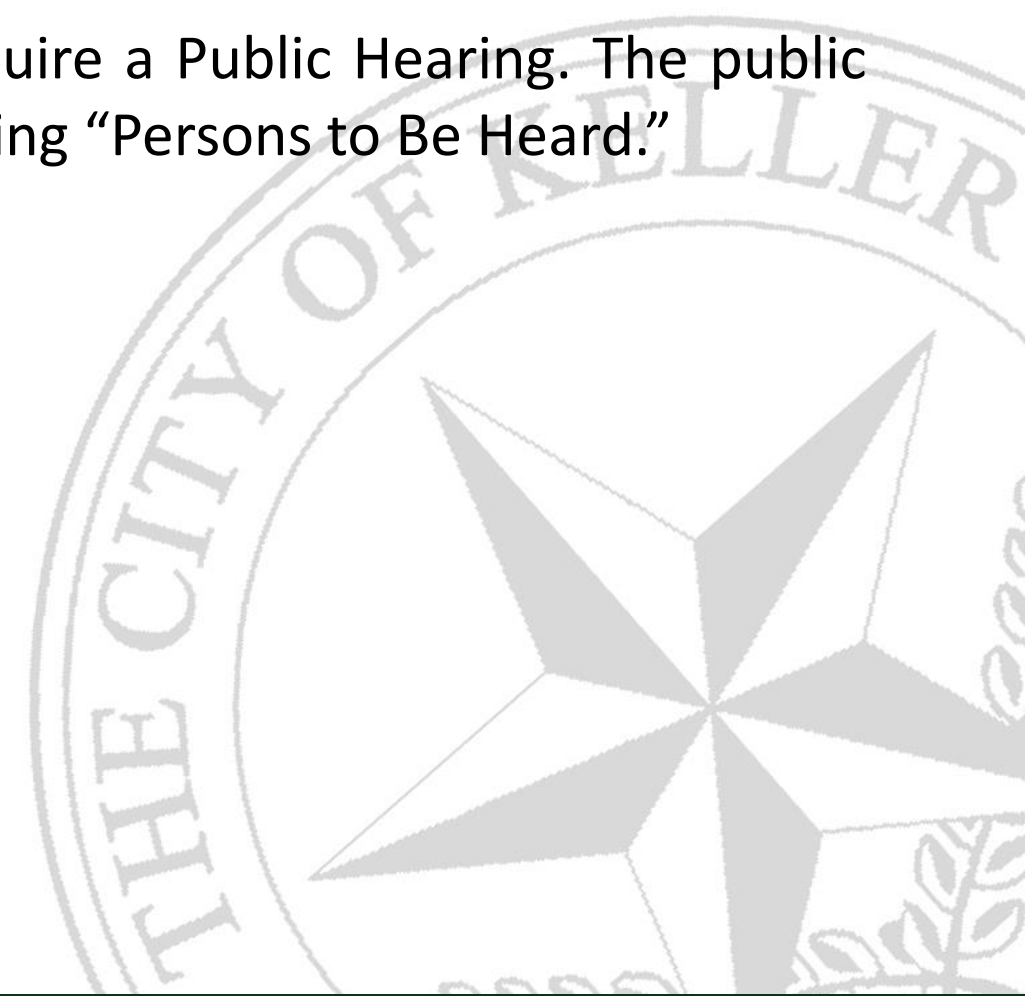 uire a Public Hearing. The public
ing “Persons to Be Heard.”
THE CITY OF KELLER